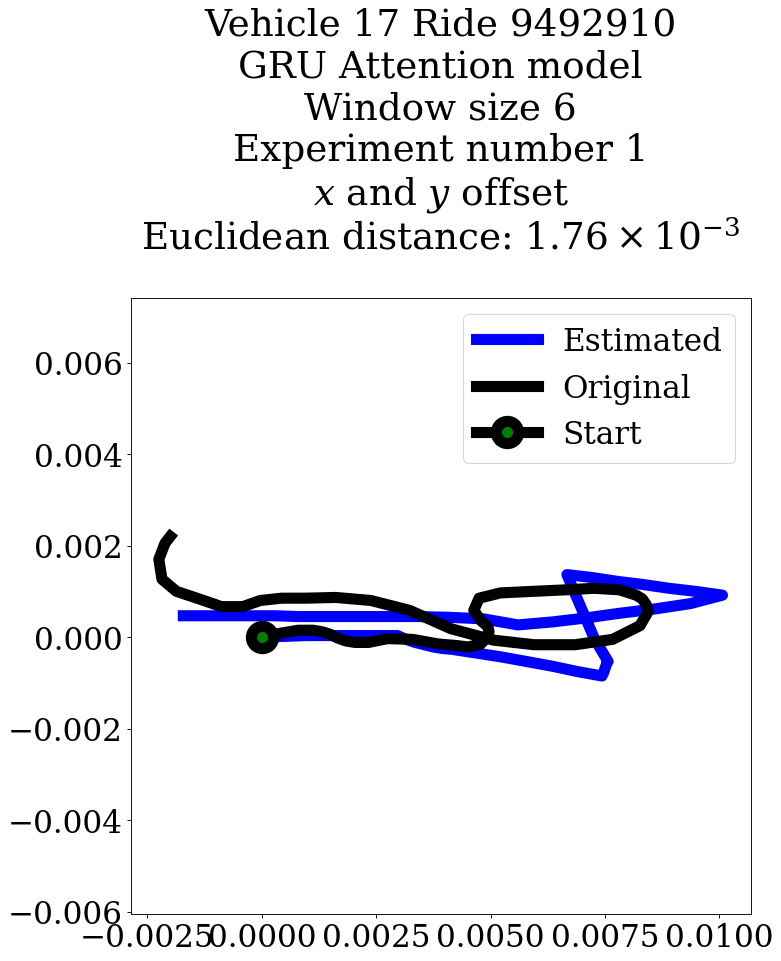 Vehicle 17 Ride 9492910
GRU Attention model
Window size 6
Experiment number 1
x and y offset
Euclidean distance: 1.76 × 10⁻³
Estimated
Original
Start
0.006
0.004
0.002
0.000
−0.002
−0.004
−0.006
−0.0025 0.0000 0.0025 0.0050 0.0075 0.0100